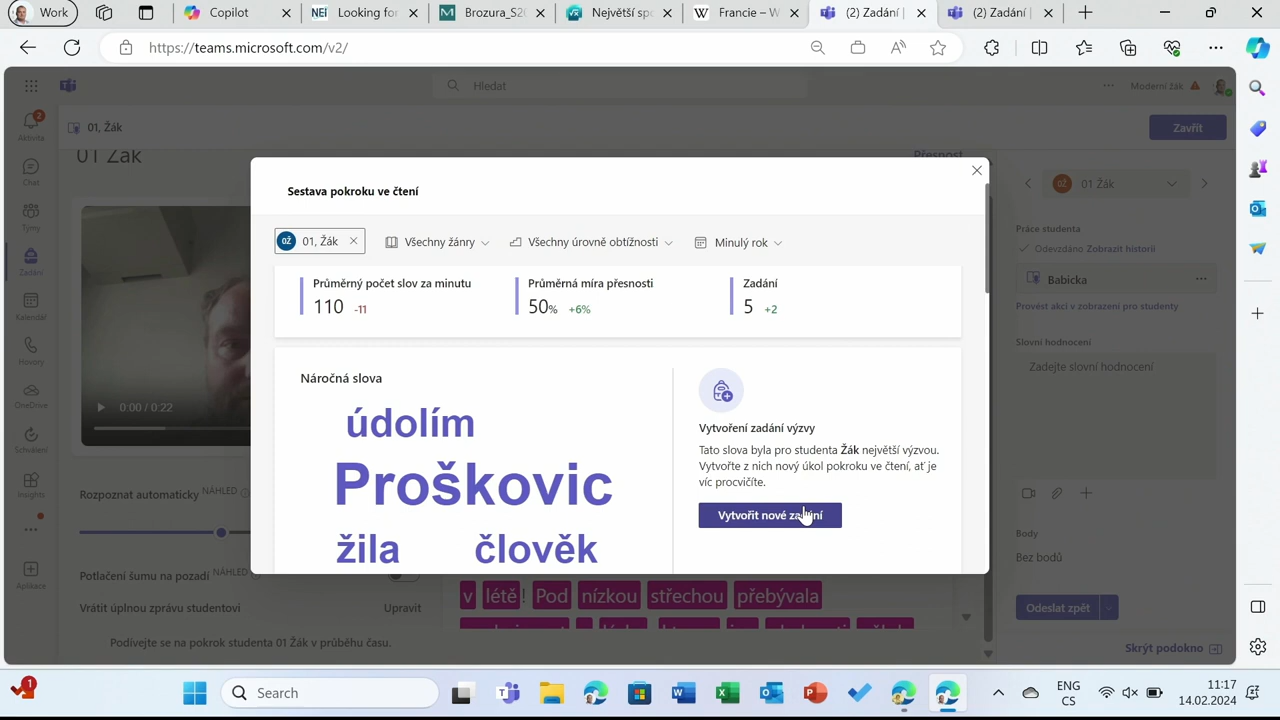 Work
Copilot
Looking for
Brozura_S20
Největší spo
(2) Zadání |
(2) Zadání |
https://teams.microsoft.com/v2/
Hledat
Moderní žák
01, Žák
Zavřít
2
Aktivita
Chat
Týmy
Zadání
Kalendář
Hovory
OneDrive
Schválení
Insights
Aplikace
01 Žák
Přesnost
Sestava pokroku ve čtení
OŽ 01, Žák
Všechny žánry
Všechny úrovně obtížnosti
Minulý rok
Průměrný počet slov za minutu
110 -11
Průměrná míra přesnosti
50% +6%
Zadání
5 +2
Náročná slova
údolím
Proškovic
žila člověk
Vytvoření zadání výzvy
Tato slova byla pro studenta Žák největší výzvou.
Vytvořte z nich nový úkol pokroku ve čtení, ať je
víc procvičíte.
Vytvořit nové zadání
0:00 / 0:22
Rozpoznat automaticky NÁHLED
Potlačení šumu na pozadí NÁHLED
Vrátit úplnou zprávu studentovi
Upravit
Podívejte se na pokrok studenta 01 Žák v průběhu času.
v létě! Pod nízkou střechou přebývala
OŽ 01 Žák
Práce studenta
Odevzdáno Zobrazit historii
Babicka
Provést akci v zobrazení pro studenty
Slovní hodnocení
Zadejte slovní hodnocení
Body
Bez bodů
Odeslat zpět
Skrýt podokno
1
Search
ENG
CS
11:17
14.02.2024